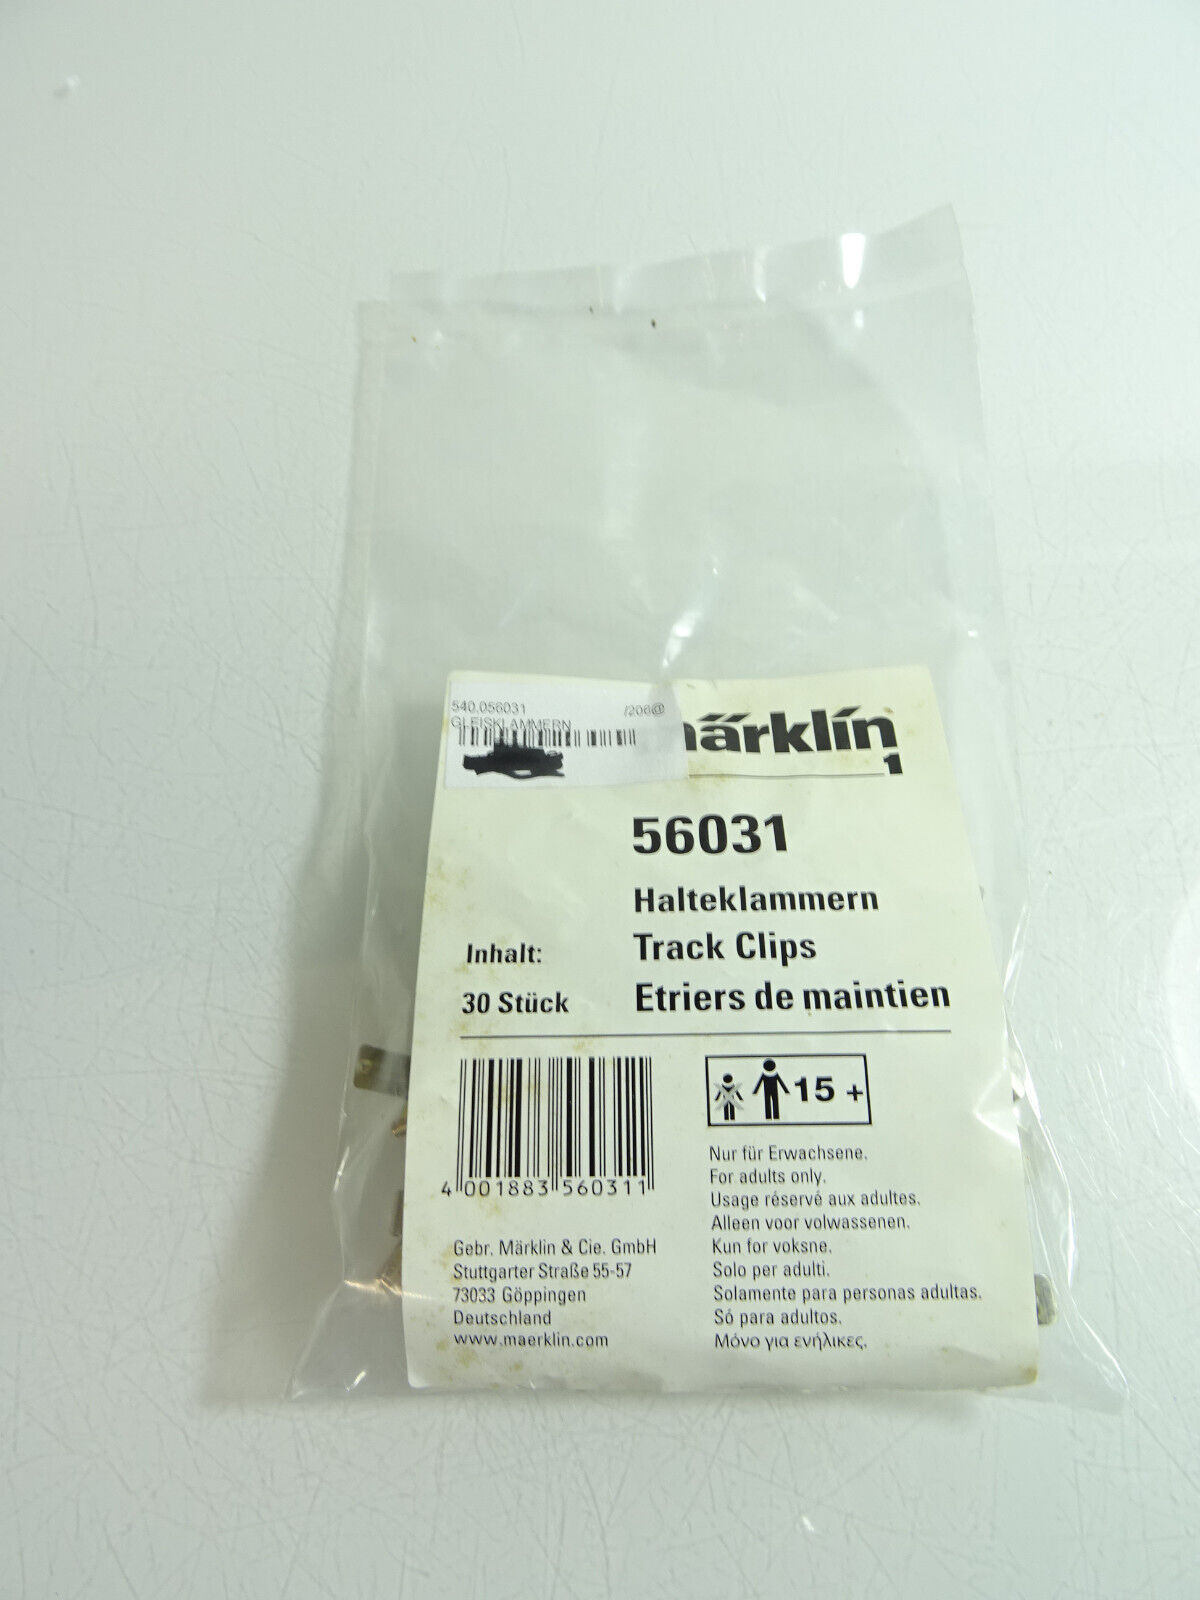 540.056031 /206@
GLEISKLAMMERN
märklín
1
56031
Halteklammern
Inhalt: Track Clips
30 Stück Etriers de maintien
15 +
4 001883 560311
Nur für Erwachsene.
For adults only.
Usage réservé aux adultes.
Alleen voor volwassenen.
Kun for voksne.
Solo per adulti.
Solamente para personas adultas.
Só para adultos.
Μόνο για ενήλικες.
Gebr. Märklin & Cie. GmbH
Stuttgarter Straße 55-57
73033 Göppingen
Deutschland
www.maerklin.com